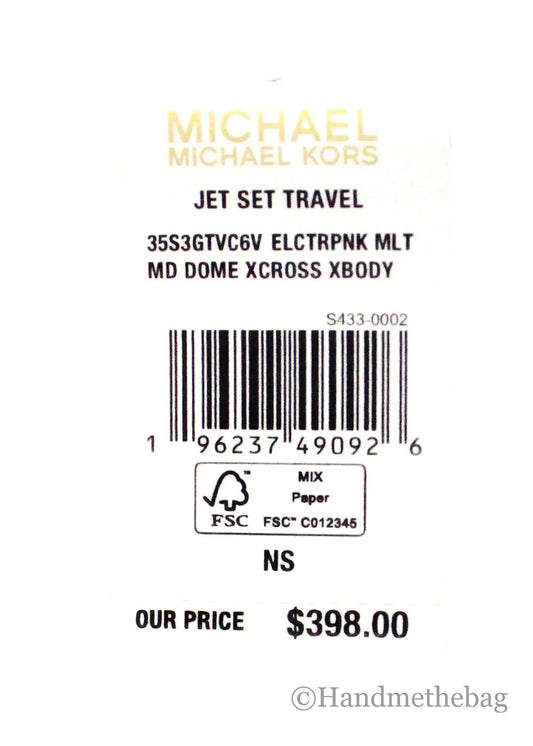 MICHAEL
MICHAEL KORS
JET SET TRAVEL
35S3GTVC6V ELCTRPNK MLT
MD DOME XCROSS XBODY
S433-0002
1 96237 49092 6
MIX
Paper
FSC™ C012345
™
FSC
NS
OUR PRICE $398.00
©Handmethebag